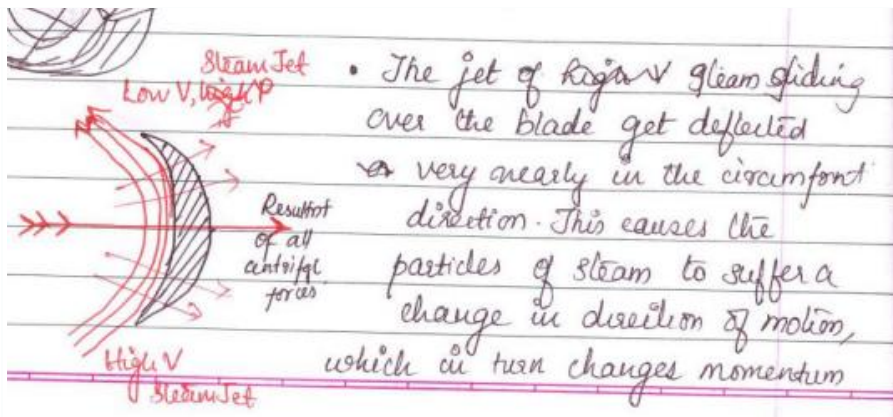 Steam Jet
Low V, high P
Resultnt
of all
centrifgl
forces.
High V
Steam Jet
• The jet of high V steam gliding
over the blade get deflected
very nearly in the circumfrnt
direction. This causes the
particles of steam to suffer a
change in direction of motion,
which in turn changes momentum